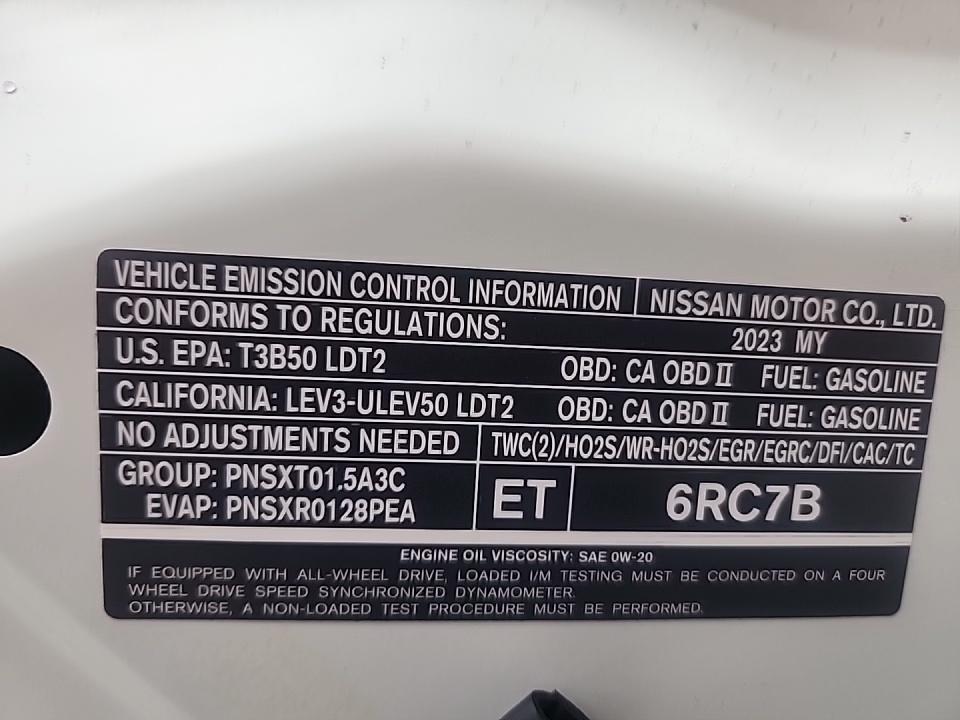 VEHICLE EMISSION CONTROL INFORMATION NISSAN MOTOR CO., LTD.
CONFORMS TO REGULATIONS: 2023 MY
U.S. EPA: T3B50 LDT2 OBD: CA OBD II FUEL: GASOLINE
CALIFORNIA: LEV3-ULEV50 LDT2 OBD: CA OBD II FUEL: GASOLINE
NO ADJUSTMENTS NEEDED TWC(2)/HO2S/WR-HO2S/EGR/EGRC/DFI/CAC/TC
GROUP: PNSXT01.5A3C
EVAP: PNSXR0128PEA
ET 6RC7B
ENGINE OIL VISCOSITY: SAE 0W-20
IF EQUIPPED WITH ALL-WHEEL DRIVE, LOADED I/M TESTING MUST BE CONDUCTED ON A FOUR
WHEEL DRIVE SPEED SYNCHRONIZED DYNAMOMETER.
OTHERWISE, A NON-LOADED TEST PROCEDURE MUST BE PERFORMED.